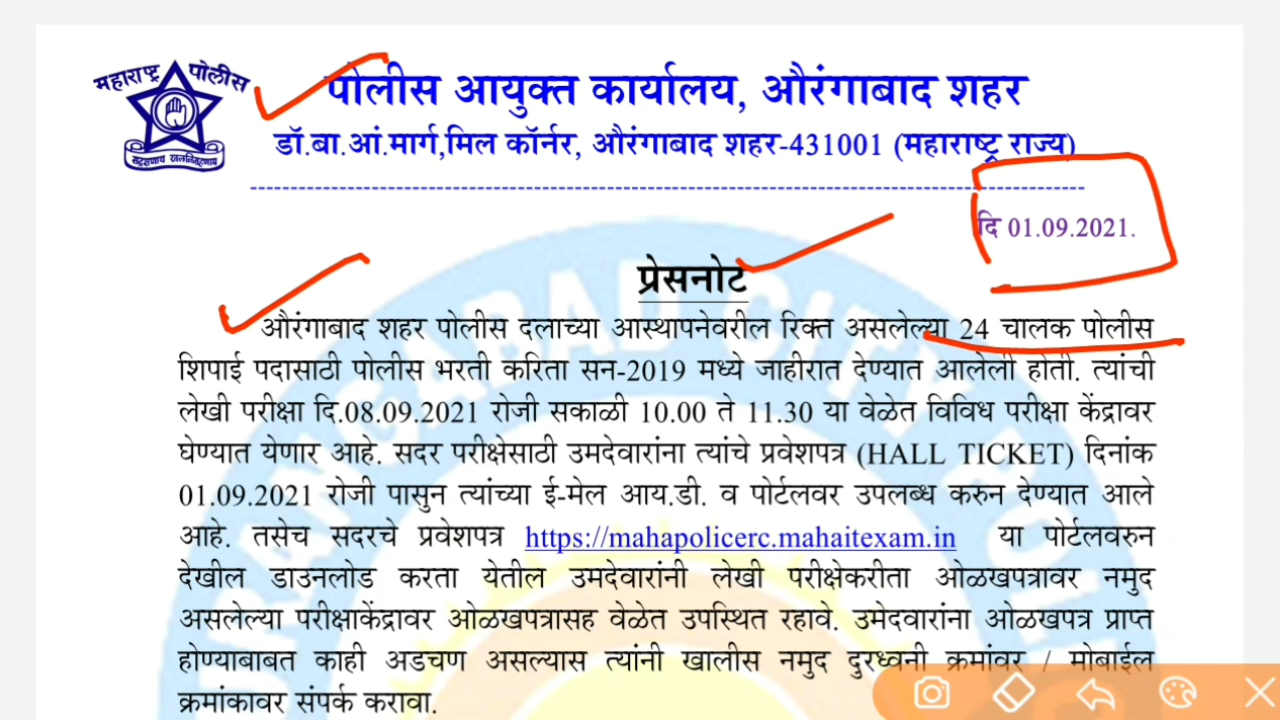 महाराष्ट्र पोलीस
पोलीस आयुक्त कार्यालय, औरंगाबाद शहर
डॉ.बा.आं.मार्ग,मिल कॉर्नर, औरंगाबाद शहर-431001 (महाराष्ट्र राज्य)
दि 01.09.2021.
प्रेसनोट
औरंगाबाद शहर पोलीस दलाच्या आस्थापनेवरील रिक्त असलेल्या 24 चालक पोलीस
शिपाई पदासाठी पोलीस भरती करिता सन-2019 मध्ये जाहीरात देण्यात आलेली होती. त्यांची
लेखी परीक्षा दि.08.09.2021 रोजी सकाळी 10.00 ते 11.30 या वेळेत विविध परीक्षा केंद्रावर
घेण्यात येणार आहे. सदर परीक्षेसाठी उमदेवारांना त्यांचे प्रवेशपत्र (HALL TICKET) दिनांक
01.09.2021 रोजी पासुन त्यांच्या ई-मेल आय.डी. व पोर्टलवर उपलब्ध करुन देण्यात आले
आहे. तसेच सदरचे प्रवेशपत्र https://mahapolicerc.mahaitexam.in या पोर्टलवरुन
देखील डाउनलोड करता येतील उमदेवारांनी लेखी परीक्षेकरीता ओळखपत्रावर नमुद
असलेल्या परीक्षाकेंद्रावर ओळखपत्रासह वेळेत उपस्थित रहावे. उमेदवारांना ओळखपत्र प्राप्त
होण्याबाबत काही अडचण असल्यास त्यांनी खालीस नमुद दुरध्वनी क्रमांवर / मोबाईल
क्रमांकावर संपर्क करावा.